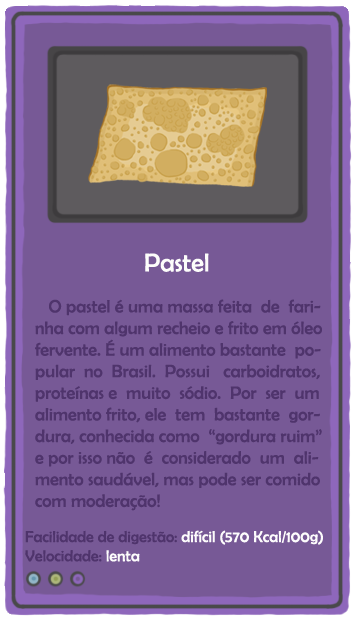 Pastel
O pastel é uma massa feita de fari-
nha com algum recheio e frito em óleo
fervente. É um alimento bastante po-
pular no Brasil. Possui carboidratos,
proteínas e muito sódio. Por ser um
alimento frito, ele tem bastante gor-
dura, conhecida como "gordura ruim"
e por isso não é considerado um ali-
mento saudável, mas pode ser comido
com moderação!
Facilidade de digestão: difícil (570 Kcal/100g)
Velocidade: lenta